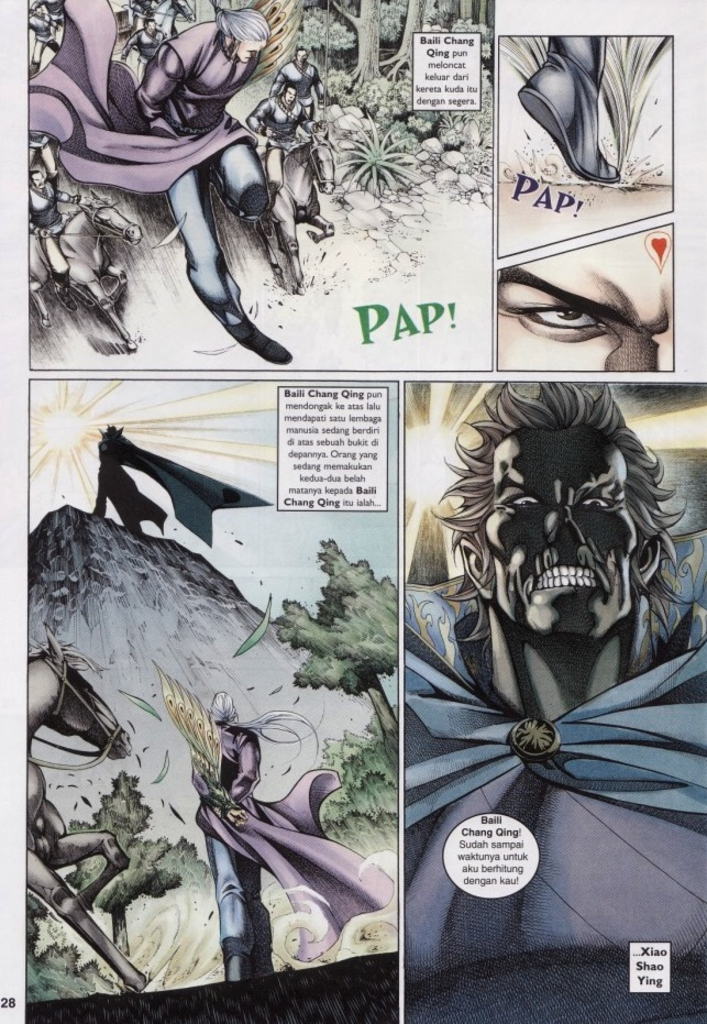 Baili Chang
Qing pun
meloncat
keluar dari
kereta kuda itu
dengan segera.
PAP!
PAP!
Baili Chang Qing pun
mendongak ke atas lalu
mendapati satu lembaga
manusia sedang berdiri
di atas sebuah bukit di
depannya. Orang yang
sedang memakukan
kedua-dua belah
matanya kepada Baili
Chang Qing itu ialah...
Baili
Chang Qing!
Sudah sampai
waktunya untuk
aku berhitung
dengan kau!
...Xiao
Shao
Ying
28